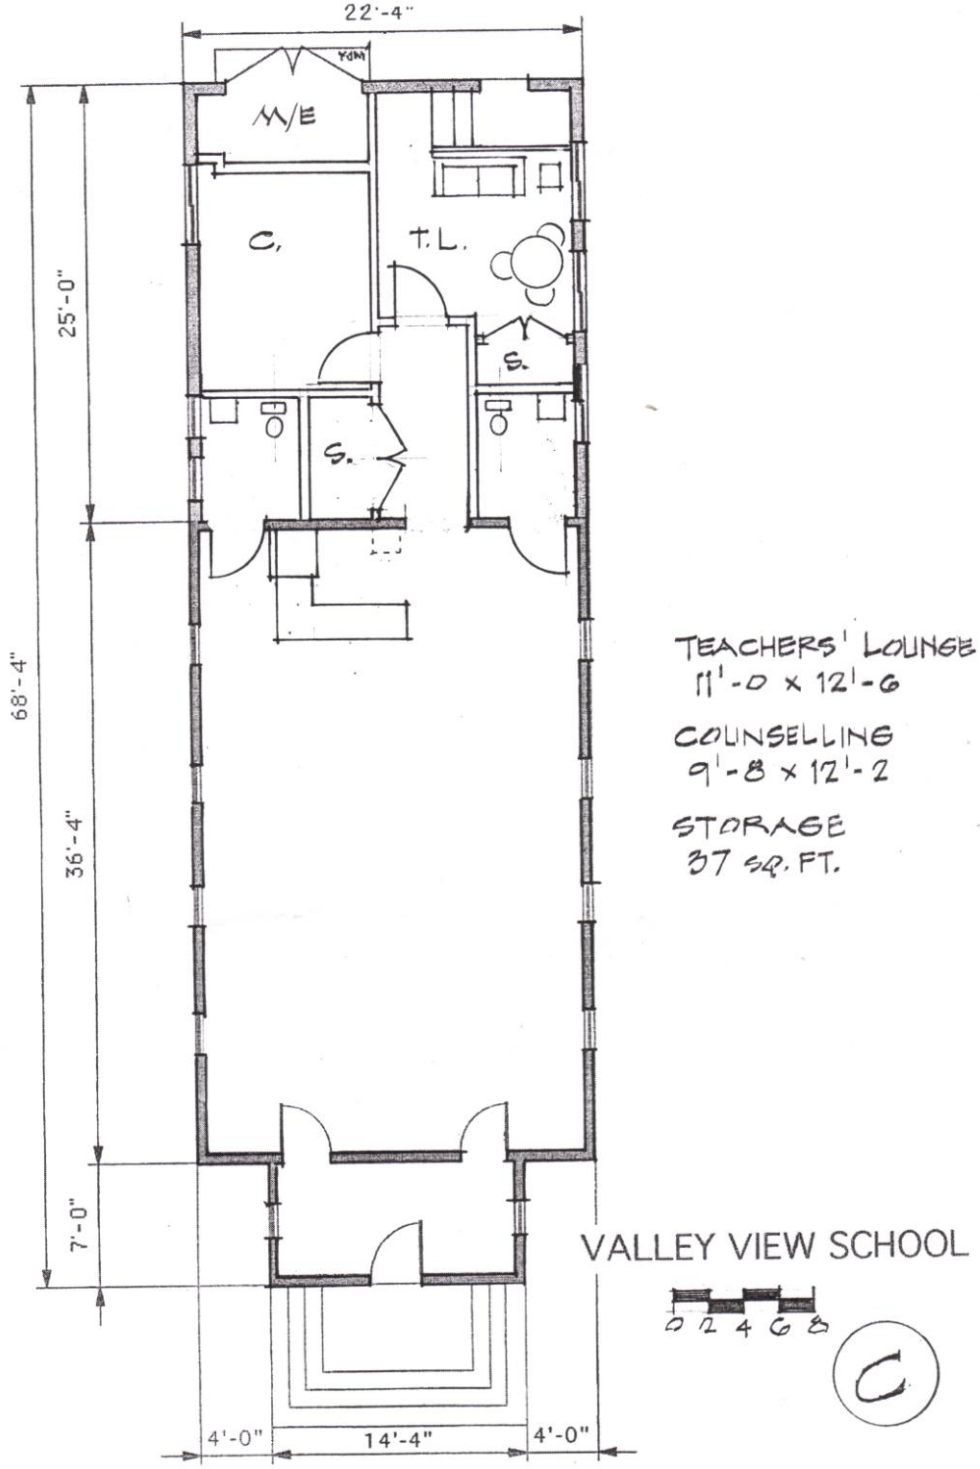 22'-4"
M/E
C.
T.L.
S.
S.
25'-0"
68'-4"
36'-4"
7'-0"
TEACHERS' LOUNGE
11'-0 x 12'-6
COUNSELLING
9'-8 x 12'-2
STORAGE
37 SQ. FT.
VALLEY VIEW SCHOOL
0 2 4 6 8
C
4'-0" 14'-4" 4'-0"